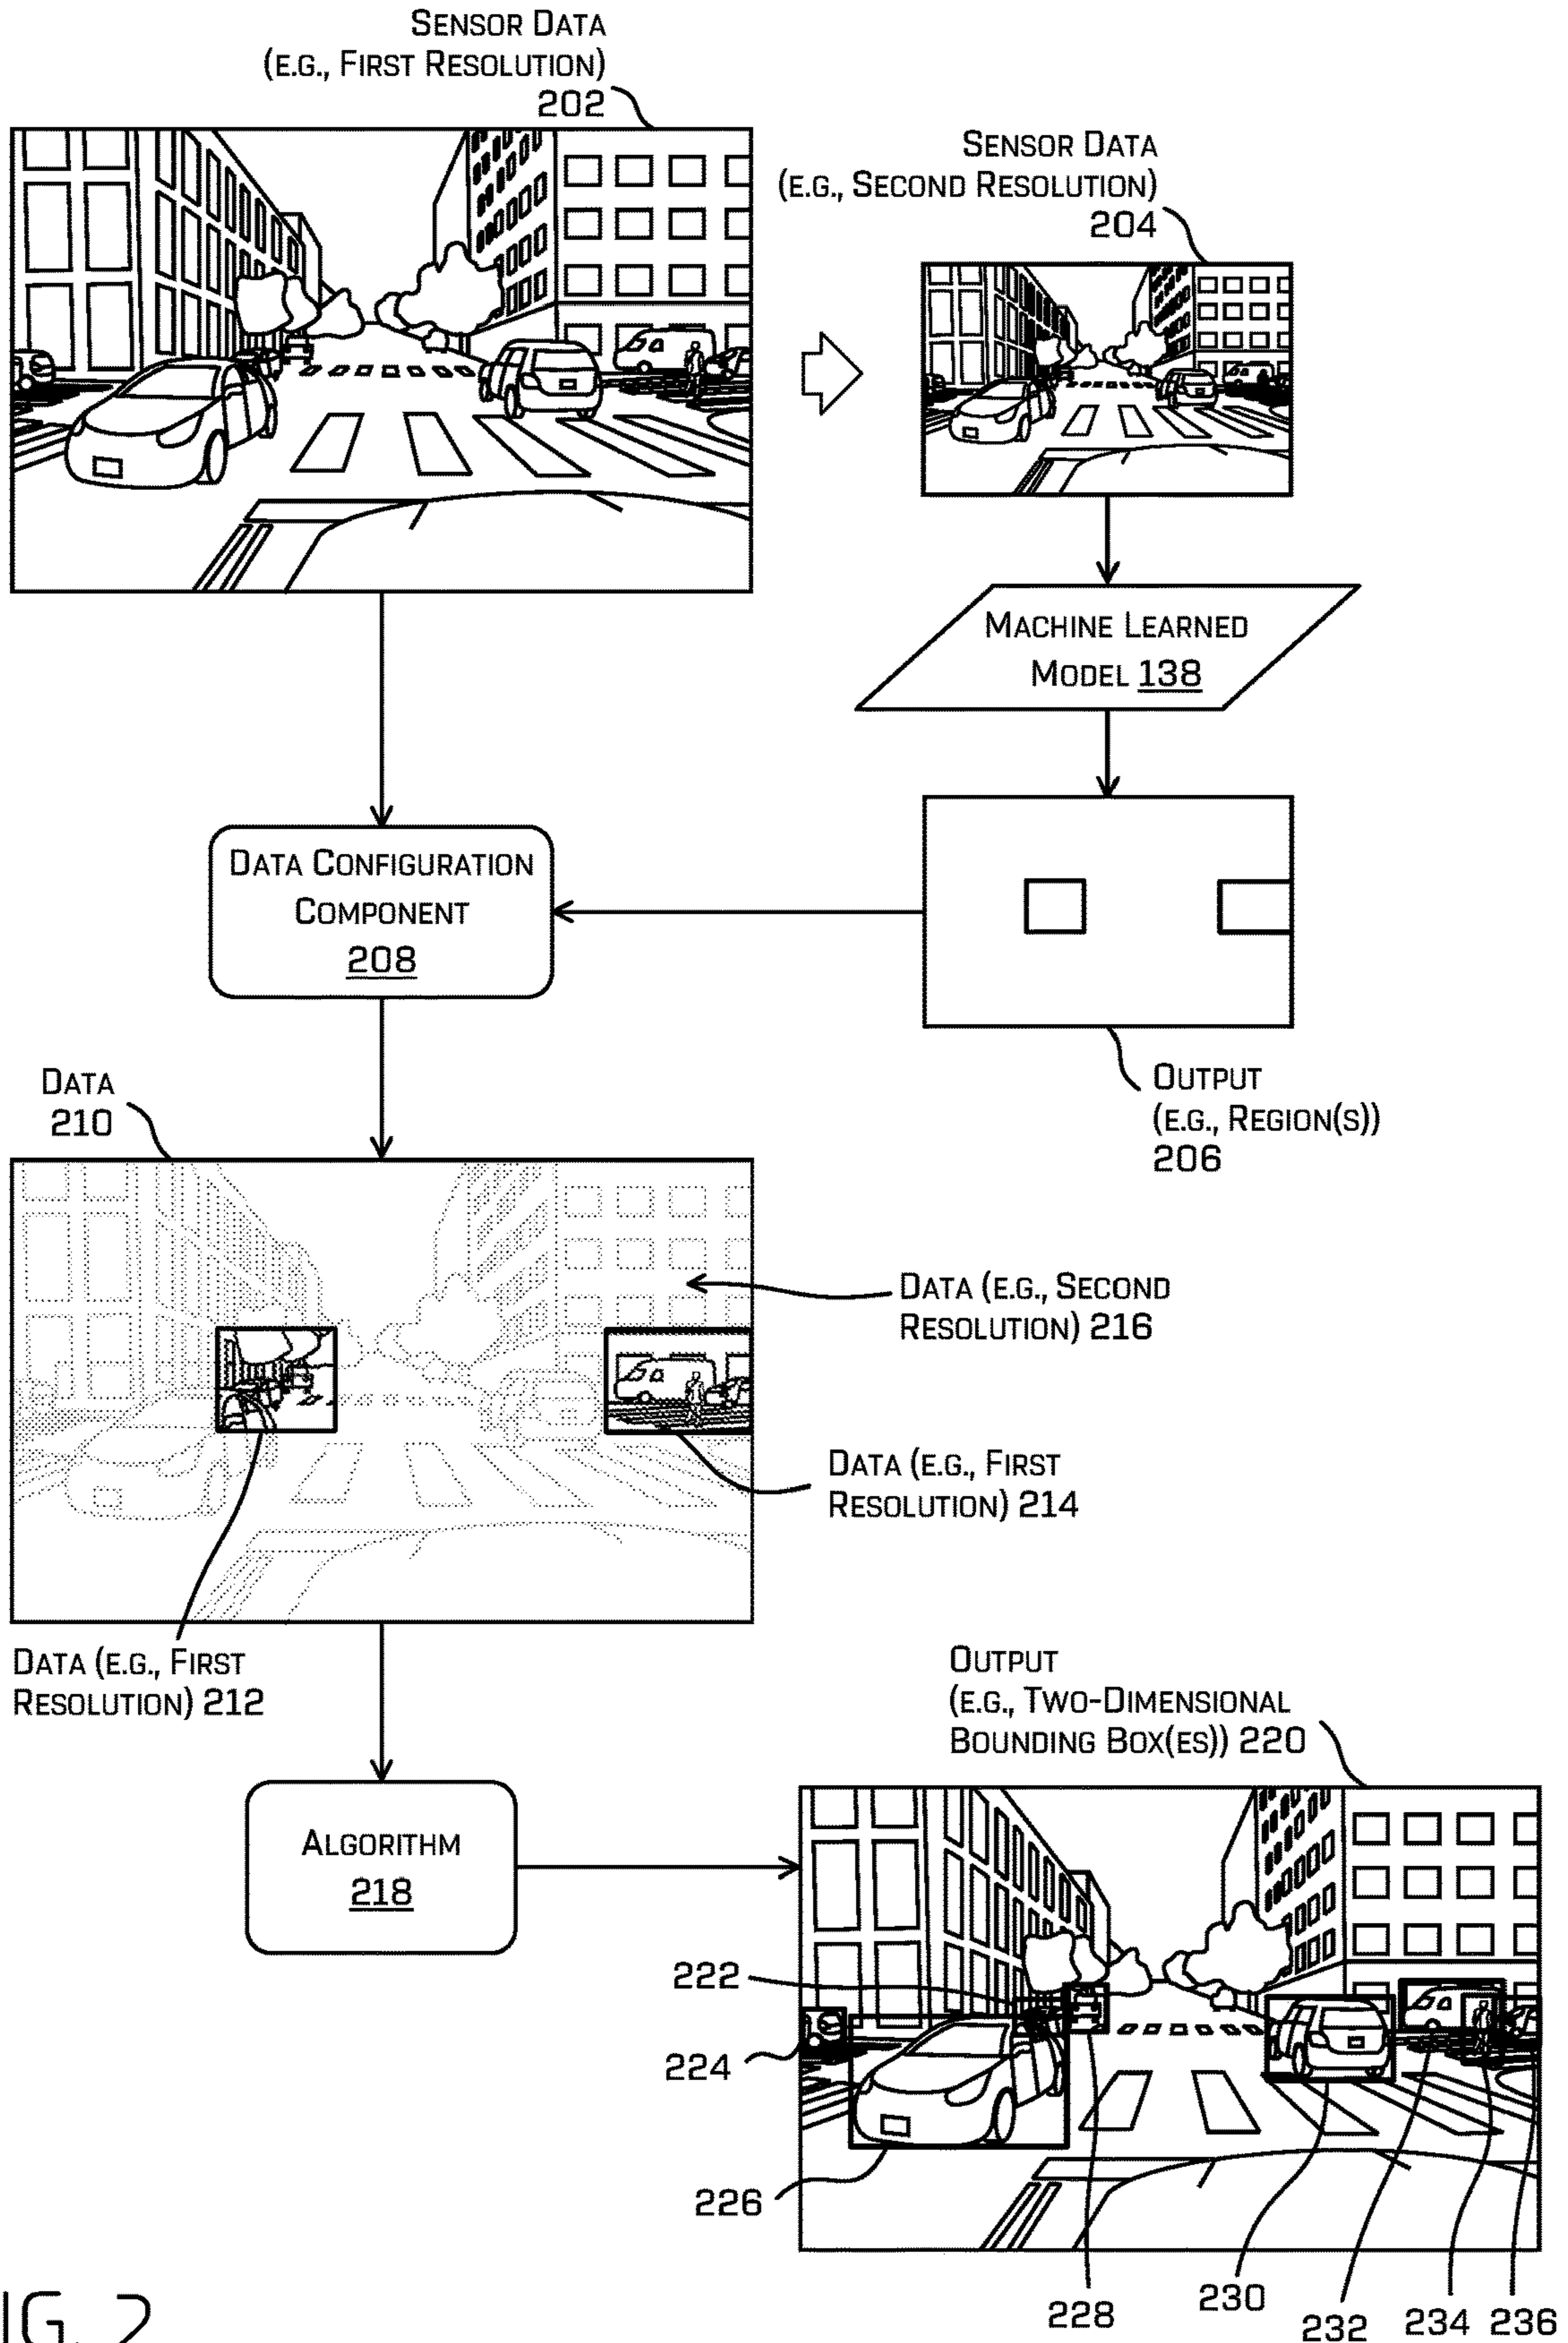 Sensor Data
(e.g., First Resolution)
202
Sensor Data
(e.g., Second Resolution)
204
Machine Learned
Model 138
Data Configuration
Component
208
Output
(e.g., Region(s))
206
Data
210
Data (e.g., Second
Resolution) 216
Data (e.g., First
Resolution) 214
Data (e.g., First
Resolution) 212
Output
(e.g., Two-Dimensional
Bounding Box(es)) 220
Algorithm
218
222
224
226
228
230
232
234
236
IG. 2